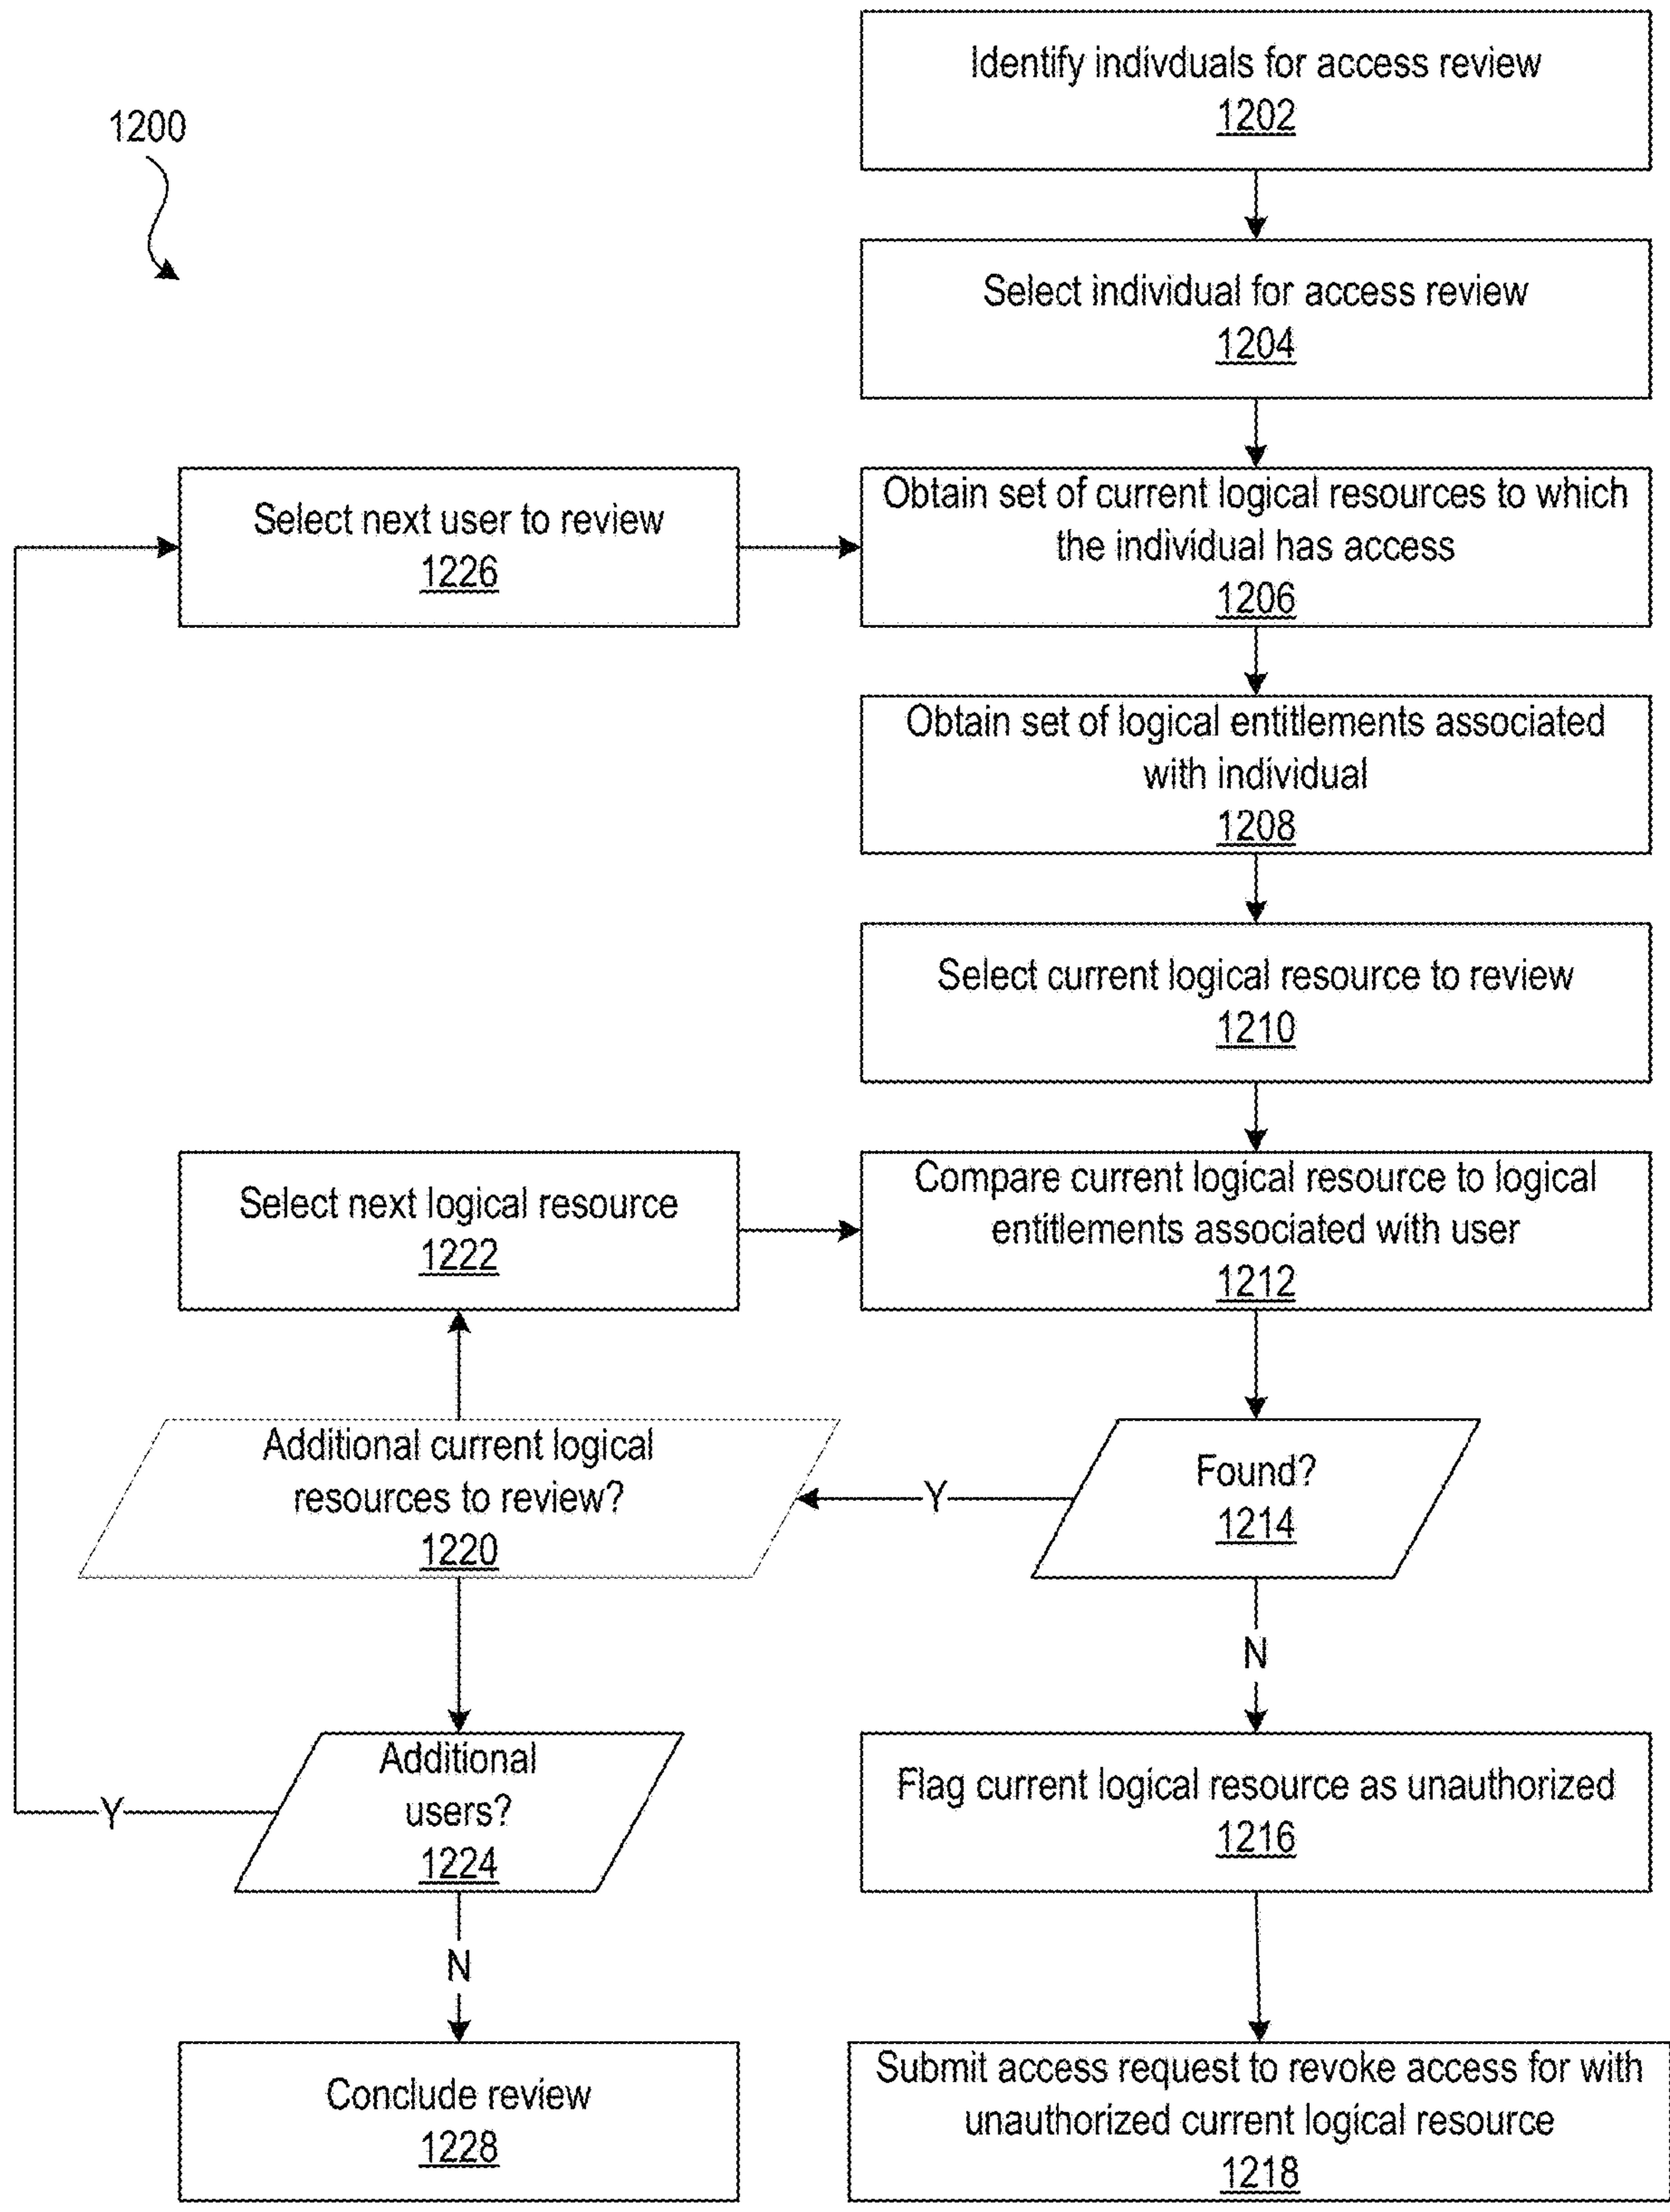 1200
Identify indivduals for access review
1202
Select individual for access review
1204
Select next user to review
1226
Obtain set of current logical resources to which
the individual has access
1206
Obtain set of logical entitlements associated
with individual
1208
Select current logical resource to review
1210
Select next logical resource
1222
Compare current logical resource to logical
entitlements associated with user
1212
Additional current logical
resources to review?
1220
Y
Found?
1214
N
Additional
users?
1224
Y
Flag current logical resource as unauthorized
1216
N
Conclude review
1228
Submit access request to revoke access for with
unauthorized current logical resource
1218